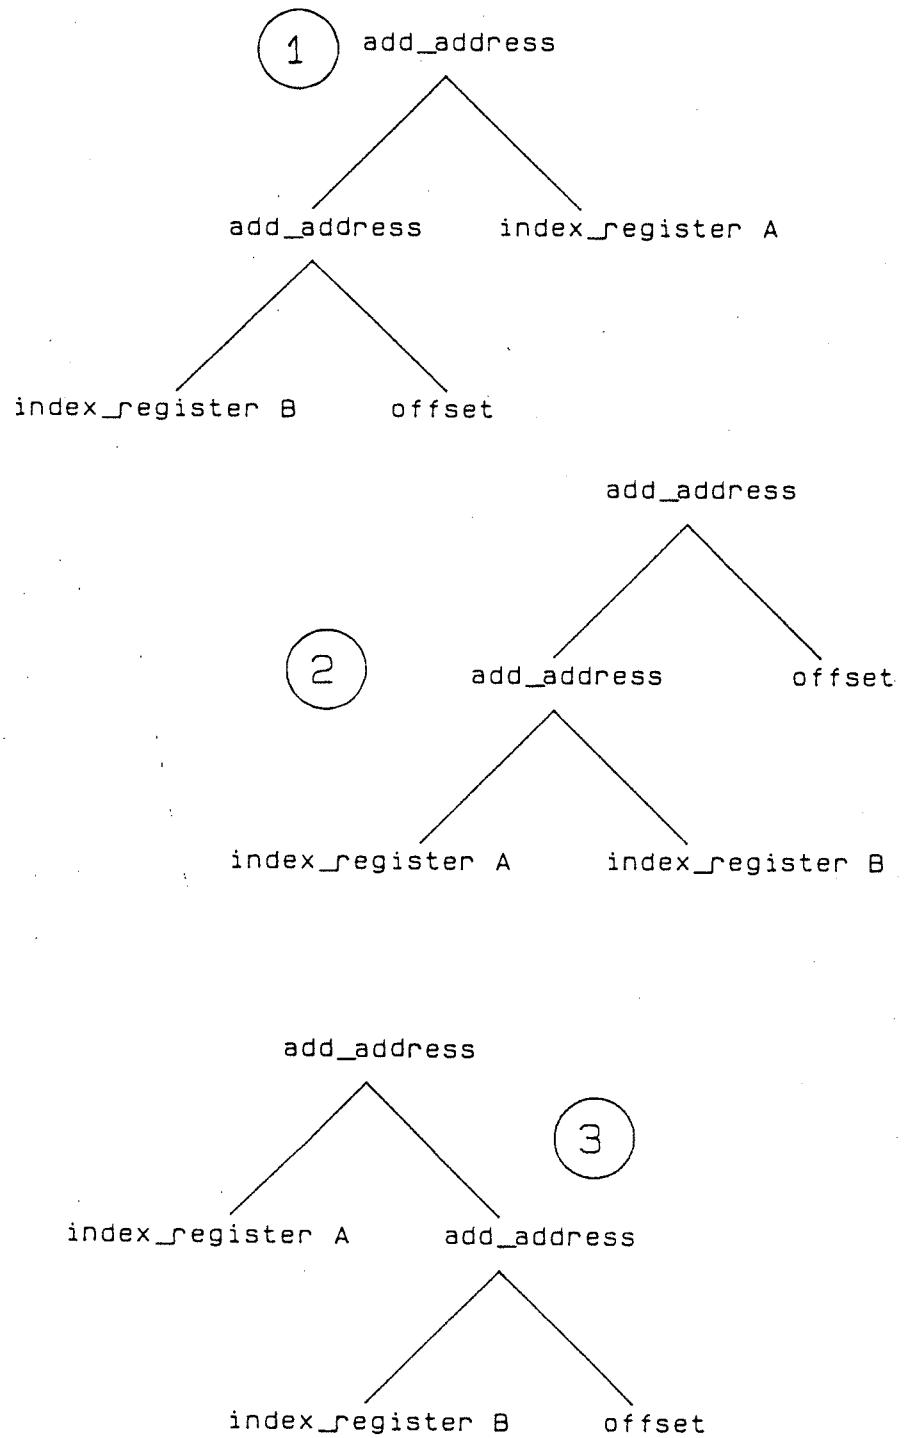 1 add_address
add_address index_register A
index_register B offset
add_address
2 add_address offset
index_register A index_register B
add_address
3
index_register A add_address
index_register B offset